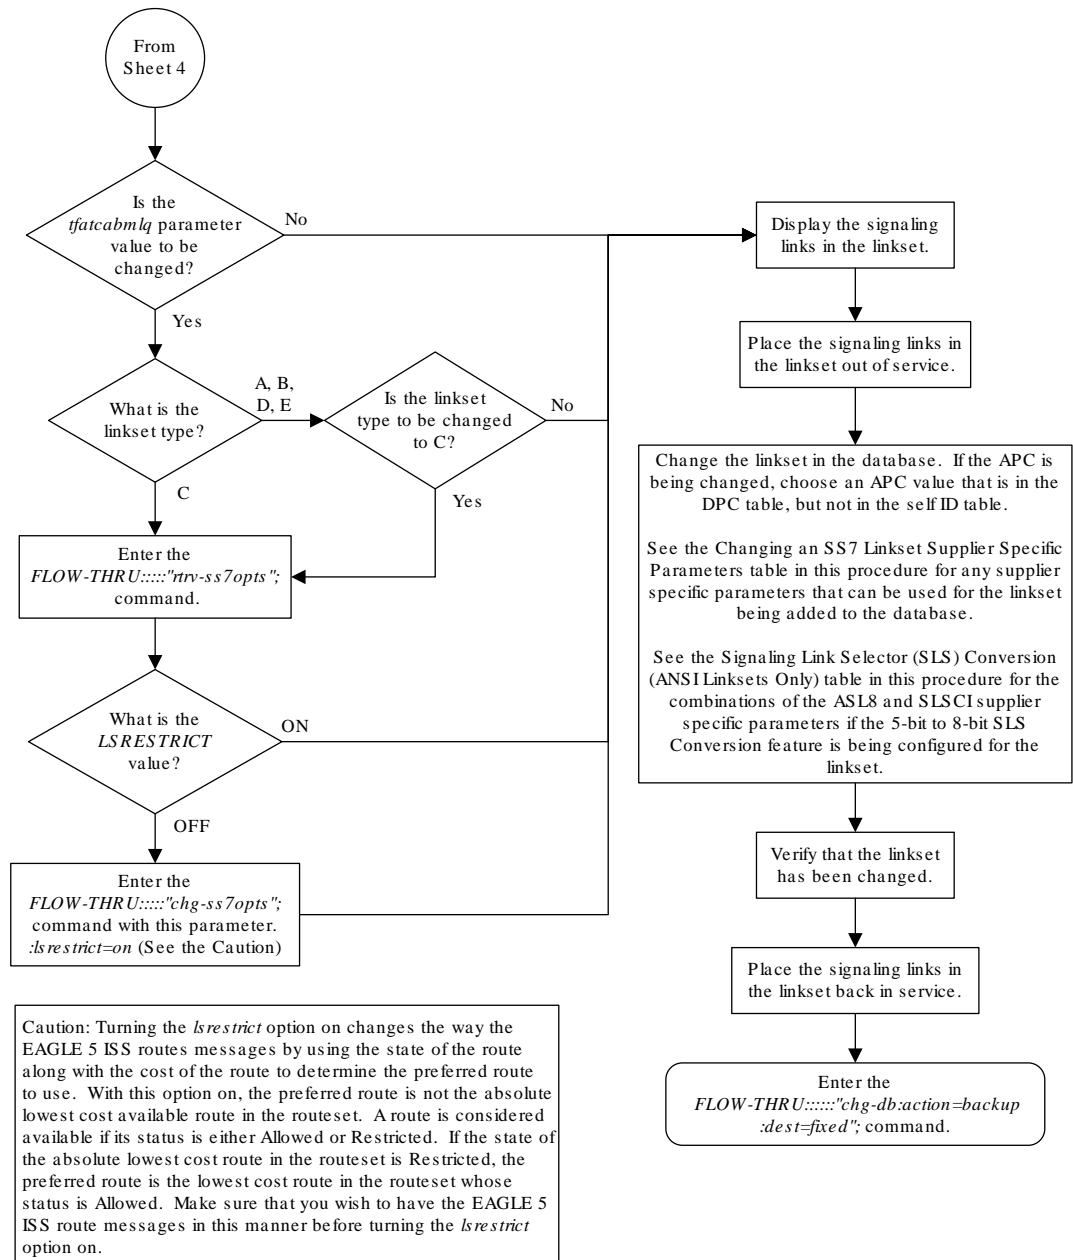 From
Sheet 4
Is the
tfatcabmlq parameter
value to be
changed?
No
Yes
What is the
linkset type?
A, B,
D, E
C
Is the linkset
type to be changed
to C?
No
Yes
Enter the
FLOW-THRU:::::"rtrv-ss7opts";
command.
What is the
LSRESTRICT
value?
ON
OFF
Enter the
FLOW-THRU:::::"chg-ss7opts";
command with this parameter.
:lsrestrict=on (See the Caution)
Caution: Turning the lsrestrict option on changes the way the
EAGLE 5 ISS routes messages by using the state of the route
along with the cost of the route to determine the preferred route
to use. With this option on, the preferred route is not the absolute
lowest cost available route in the routeset. A route is considered
available if its status is either Allowed or Restricted. If the state of
the absolute lowest cost route in the routeset is Restricted, the
preferred route is the lowest cost route in the routeset whose
status is Allowed. Make sure that you wish to have the EAGLE 5
ISS route messages in this manner before turning the lsrestrict
option on.
Display the signaling
links in the linkset.
Place the signaling links in
the linkset out of service.
Change the linkset in the database. If the APC is
being changed, choose an APC value that is in the
DPC table, but not in the self ID table.
See the Changing an SS7 Linkset Supplier Specific
Parameters table in this procedure for any supplier
specific parameters that can be used for the linkset
being added to the database.
See the Signaling Link Selector (SLS) Conversion
(ANSI Linksets Only) table in this procedure for the
combinations of the ASL8 and SLSCI supplier
specific parameters if the 5-bit to 8-bit SLS
Conversion feature is being configured for the
linkset.
Verify that the linkset
has been changed.
Place the signaling links in
the linkset back in service.
Enter the
FLOW-THRU::::::"chg-db:action=backup
:dest=fixed"; command.